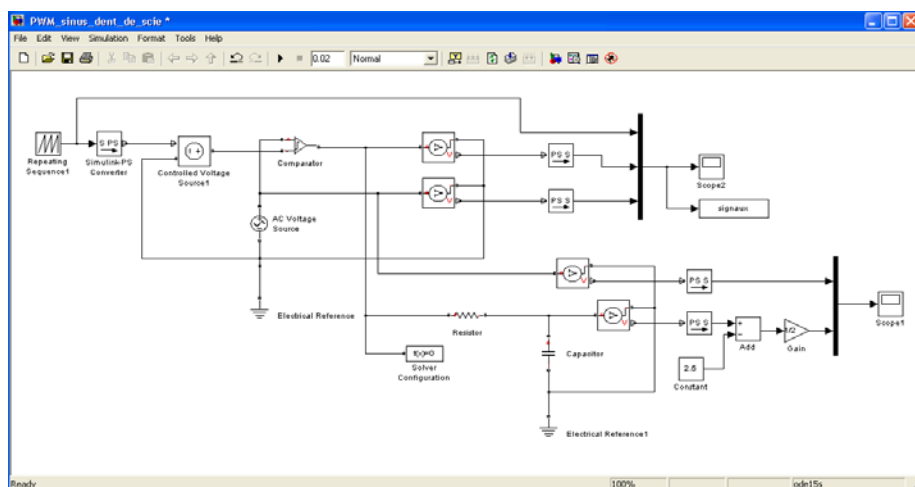 PWM_sinus_dent_de_scie *
File Edit View Simulation Format Tools Help
0.02 Normal
Repeating
Sequence1
S PS
Simulink-PS
Converter
Controlled Voltage
Source1
Comparator
AC Voltage
Source
V
V
PS S
PS S
Scope2
signaux
Electrical Reference
Resistor
f(x)=0
Solver
Configuration
Capacitor
V
V
PS S
PS S
Add
2.5
Constant
1/2
Gain
Scope1
Electrical Reference1
Ready 100% ode15s